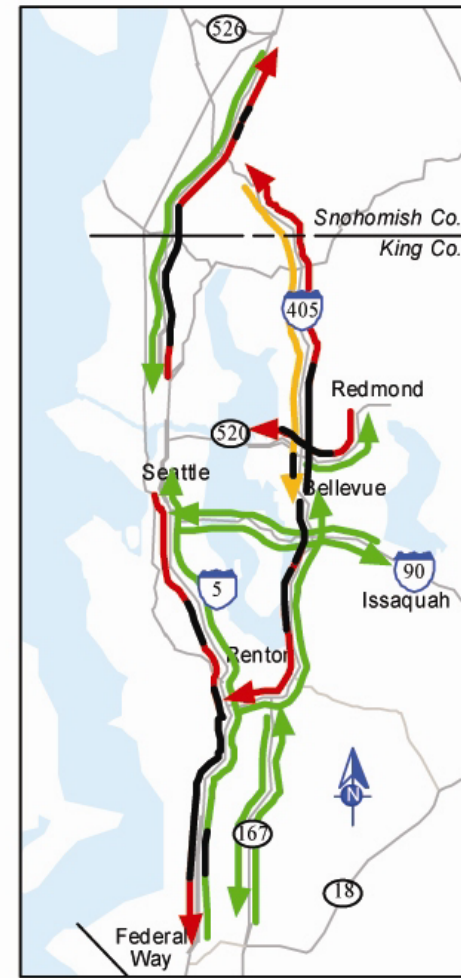 526
Snohomish Co.
King Co.
405
Redmond
520
Seattle
Bellevue
90
5
Issaquah
Renton
N
167
18
Federal
Way